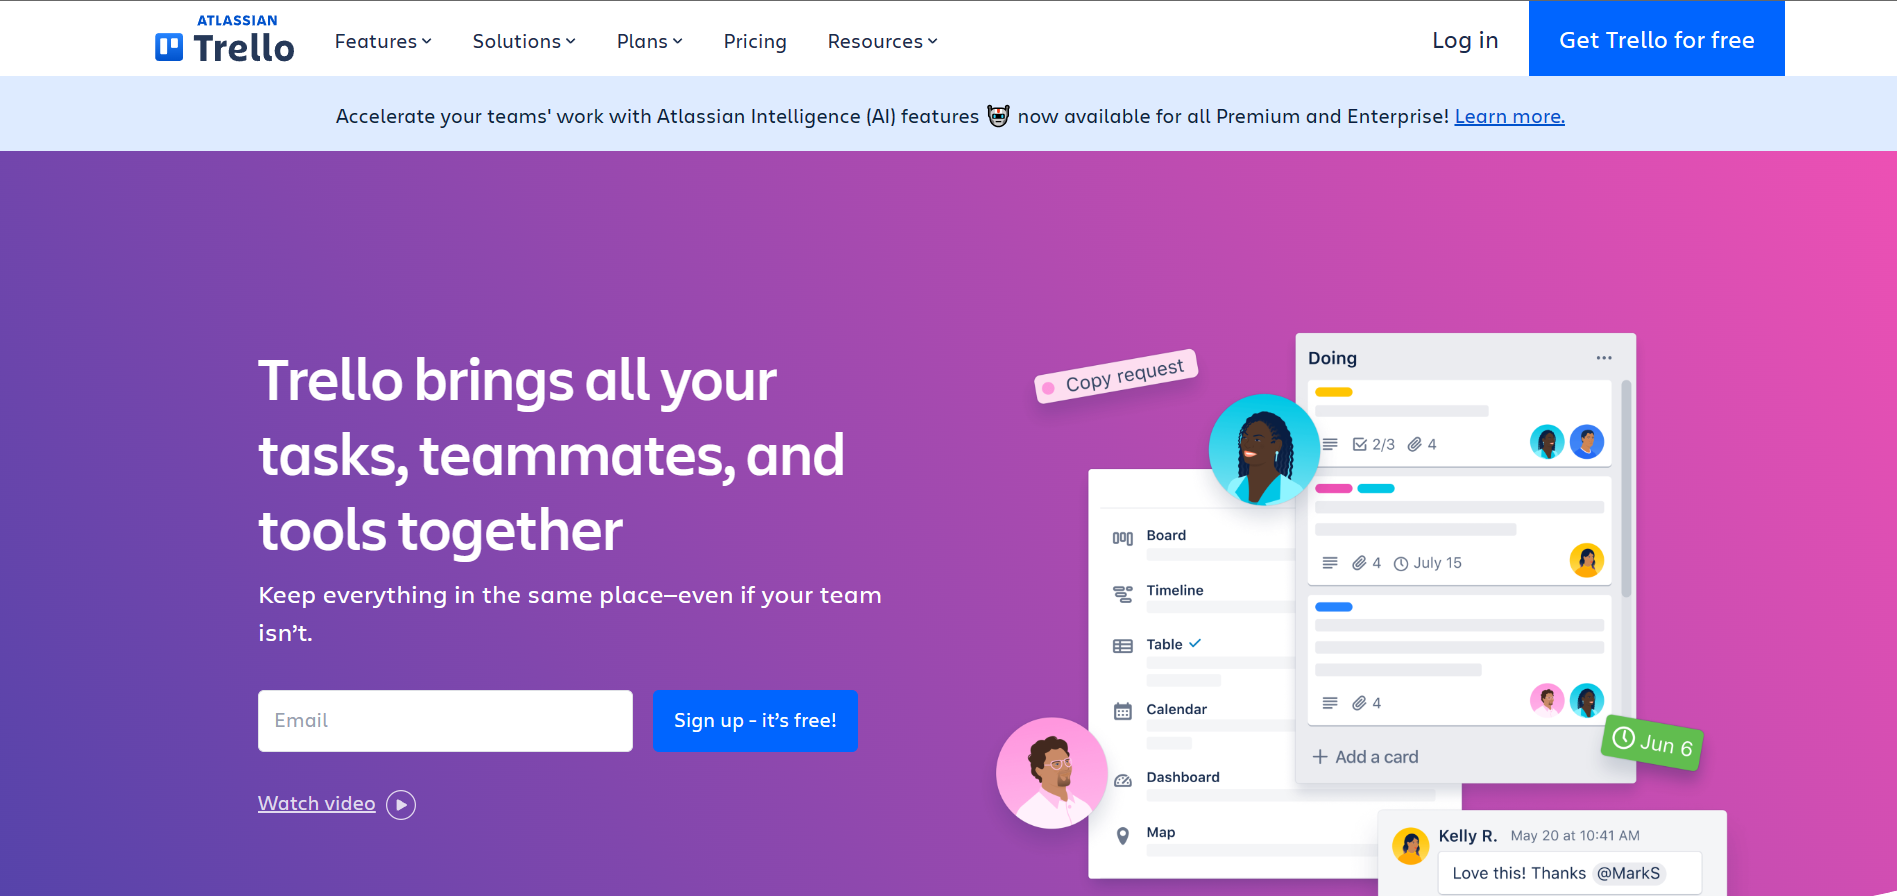 ATLASSIAN
Trello
Features
Solutions
Plans
Pricing
Resources
Log in
Get Trello for free
Accelerate your teams' work with Atlassian Intelligence (AI) features 🤖 now available for all Premium and Enterprise! Learn more.
Trello brings all your
tasks, teammates, and
tools together
Keep everything in the same place—even if your team
isn’t.
Email
Sign up - it’s free!
Watch video
Copy request
Doing
2/3
4
4
July 15
4
Add a card
Jun 6
Board
Timeline
Table
Calendar
Dashboard
Map
Kelly R. May 20 at 10:41 AM
Love this! Thanks @MarkS